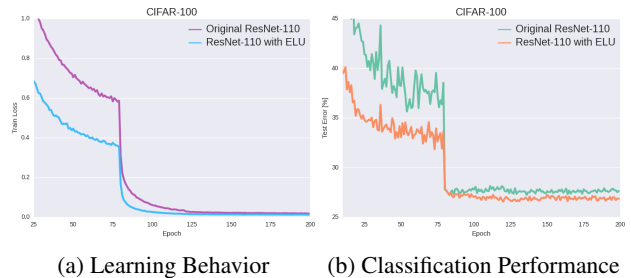 CIFAR-100
Original ResNet-110
ResNet-110 with ELU
Train Loss
1.0
0.8
0.6
0.4
0.2
0.0
25 50 75 100 125 150 175 200
Epoch
(a) Learning Behavior
CIFAR-100
Original ResNet-110
ResNet-110 with ELU
Test Error [%]
45
40
35
30
25
25 50 75 100 125 150 175 200
Epoch
(b) Classification Performance